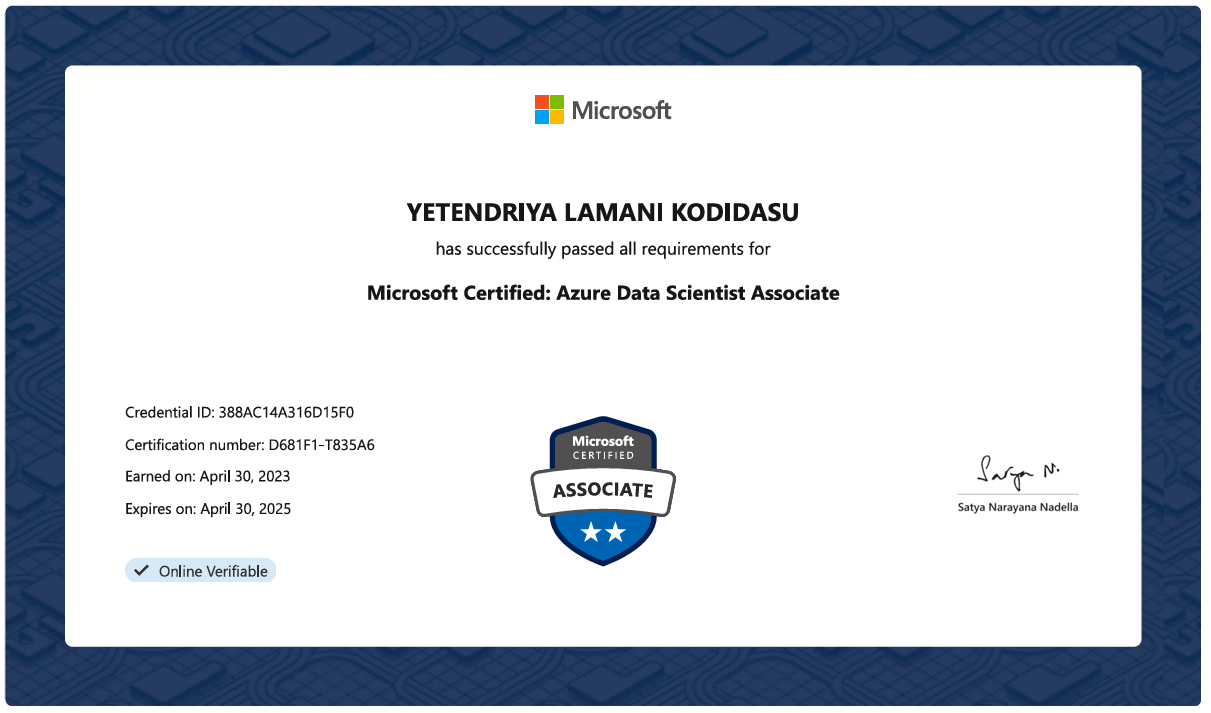 Microsoft
YETENDRIYA LAMANI KODIDASU
has successfully passed all requirements for
Microsoft Certified: Azure Data Scientist Associate
Credential ID: 388AC14A316D15F0
Certification number: D681F1-T835A6
Earned on: April 30, 2023
Expires on: April 30, 2025
Online Verifiable
Microsoft
CERTIFIED
ASSOCIATE
Satya N.
Satya Narayana Nadella